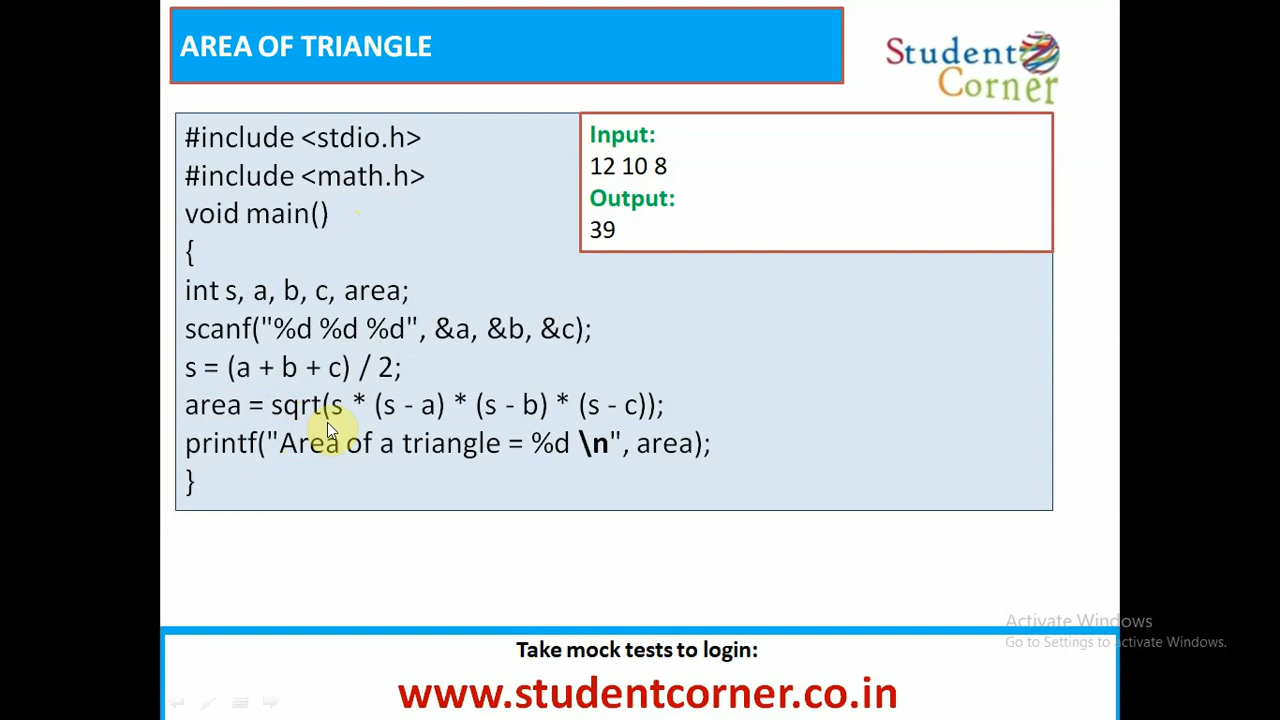 AREA OF TRIANGLE
Student
Corner
#include <stdio.h>
#include <math.h>
void main()
{
int s, a, b, c, area;
scanf("%d %d %d", &a, &b, &c);
s = (a + b + c) / 2;
area = sqrt(s * (s - a) * (s - b) * (s - c));
printf("Area of a triangle = %d \n", area);
}
Input:
12 10 8
Output:
39
Activate Windows
Go to Settings to activate Windows.
Take mock tests to login:
www.studentcorner.co.in